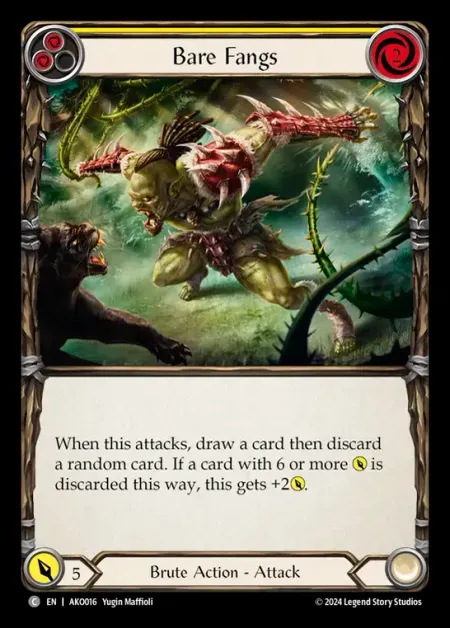 Bare Fangs
2
When this attacks, draw a card then discard
a random card. If a card with 6 or more is
discarded this way, this gets +2.
5
Brute Action - Attack
C EN | AKO016 Yugin Maffioli
© 2024 Legend Story Studios